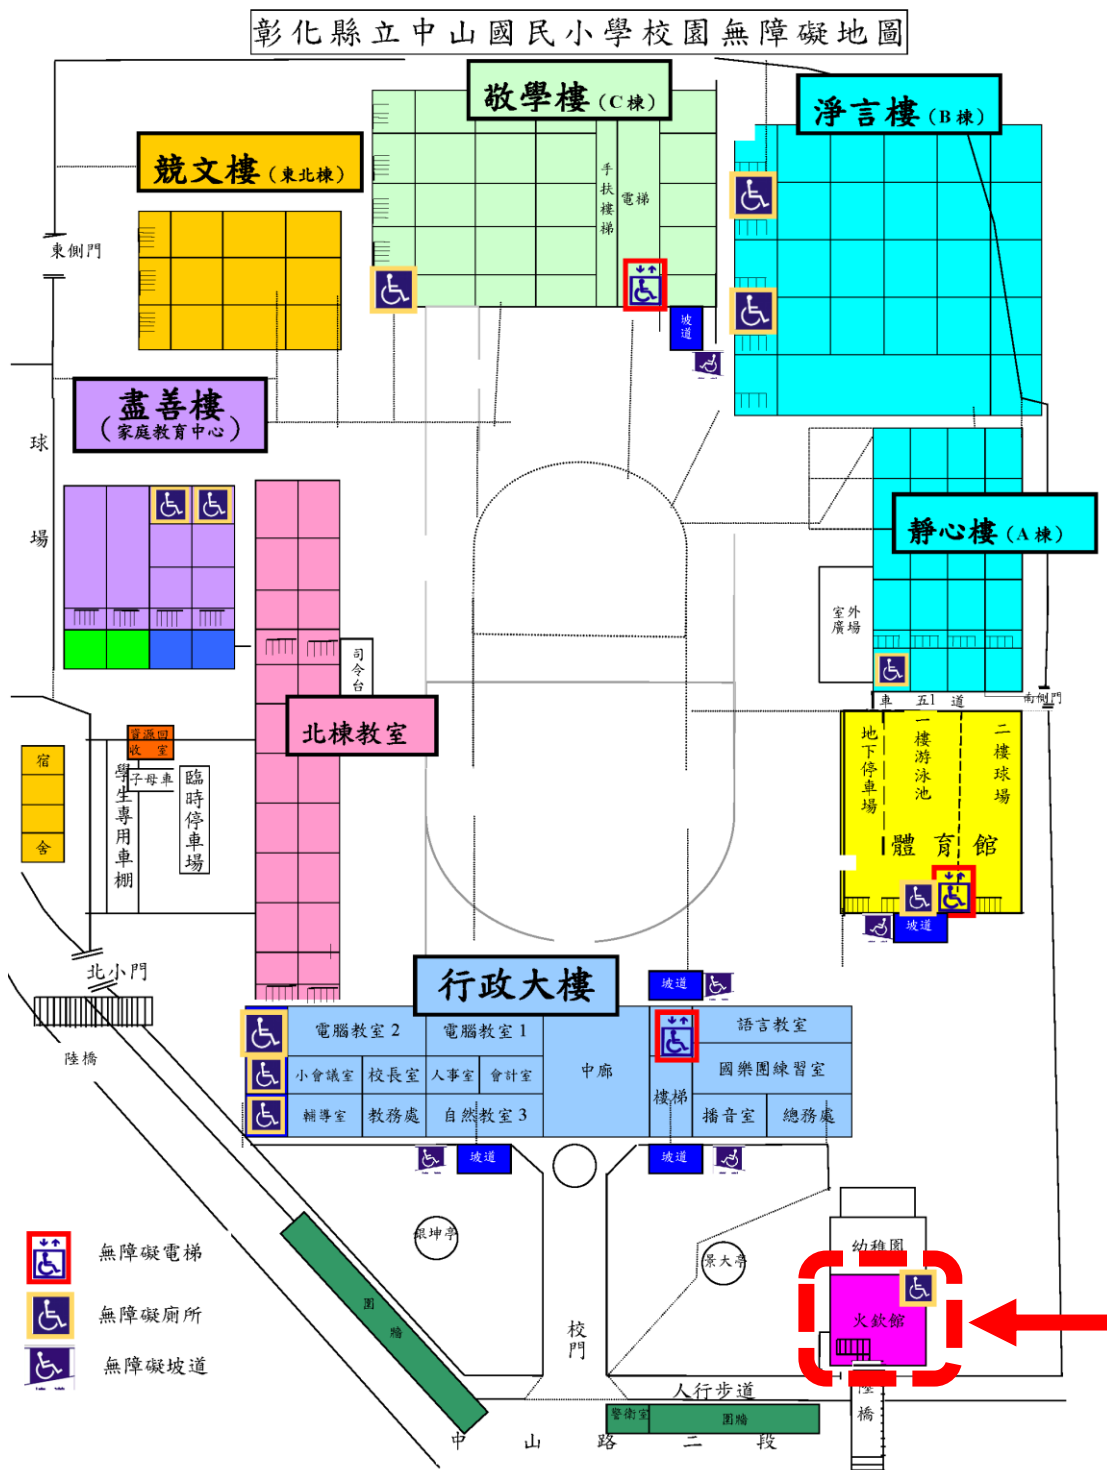 彰化縣立中山國民小學校園無障礙地圖
敬學樓(C棟)
淨言樓(B棟)
競文樓(東北棟)
手扶樓梯
電梯
東側門
坡道
盡善樓
(家庭教育中心)
球場
靜心樓(A棟)
室外
廣場
司令台
車 五1 道
南側門
北棟教室
資源回
收 室
子母車
學生專用車棚
臨時停車場
宿
舍
地下停車場
一樓游泳池
二樓球場
體育館
坡道
北小門
陸橋
行政大樓
坡道
電腦教室2
電腦教室1
中廊
語言教室
小會議室
校長室
人事室
會計室
樓梯
國樂團練習室
輔導室
教務處
自然教室3
播音室
總務處
坡道
坡道
銀坤亭
景大亭
幼稚園
火欽館
無障礙電梯
無障礙廁所
無障礙坡道
圍牆
校門
人行步道
陸橋
警衛室
圍牆
中山路二段